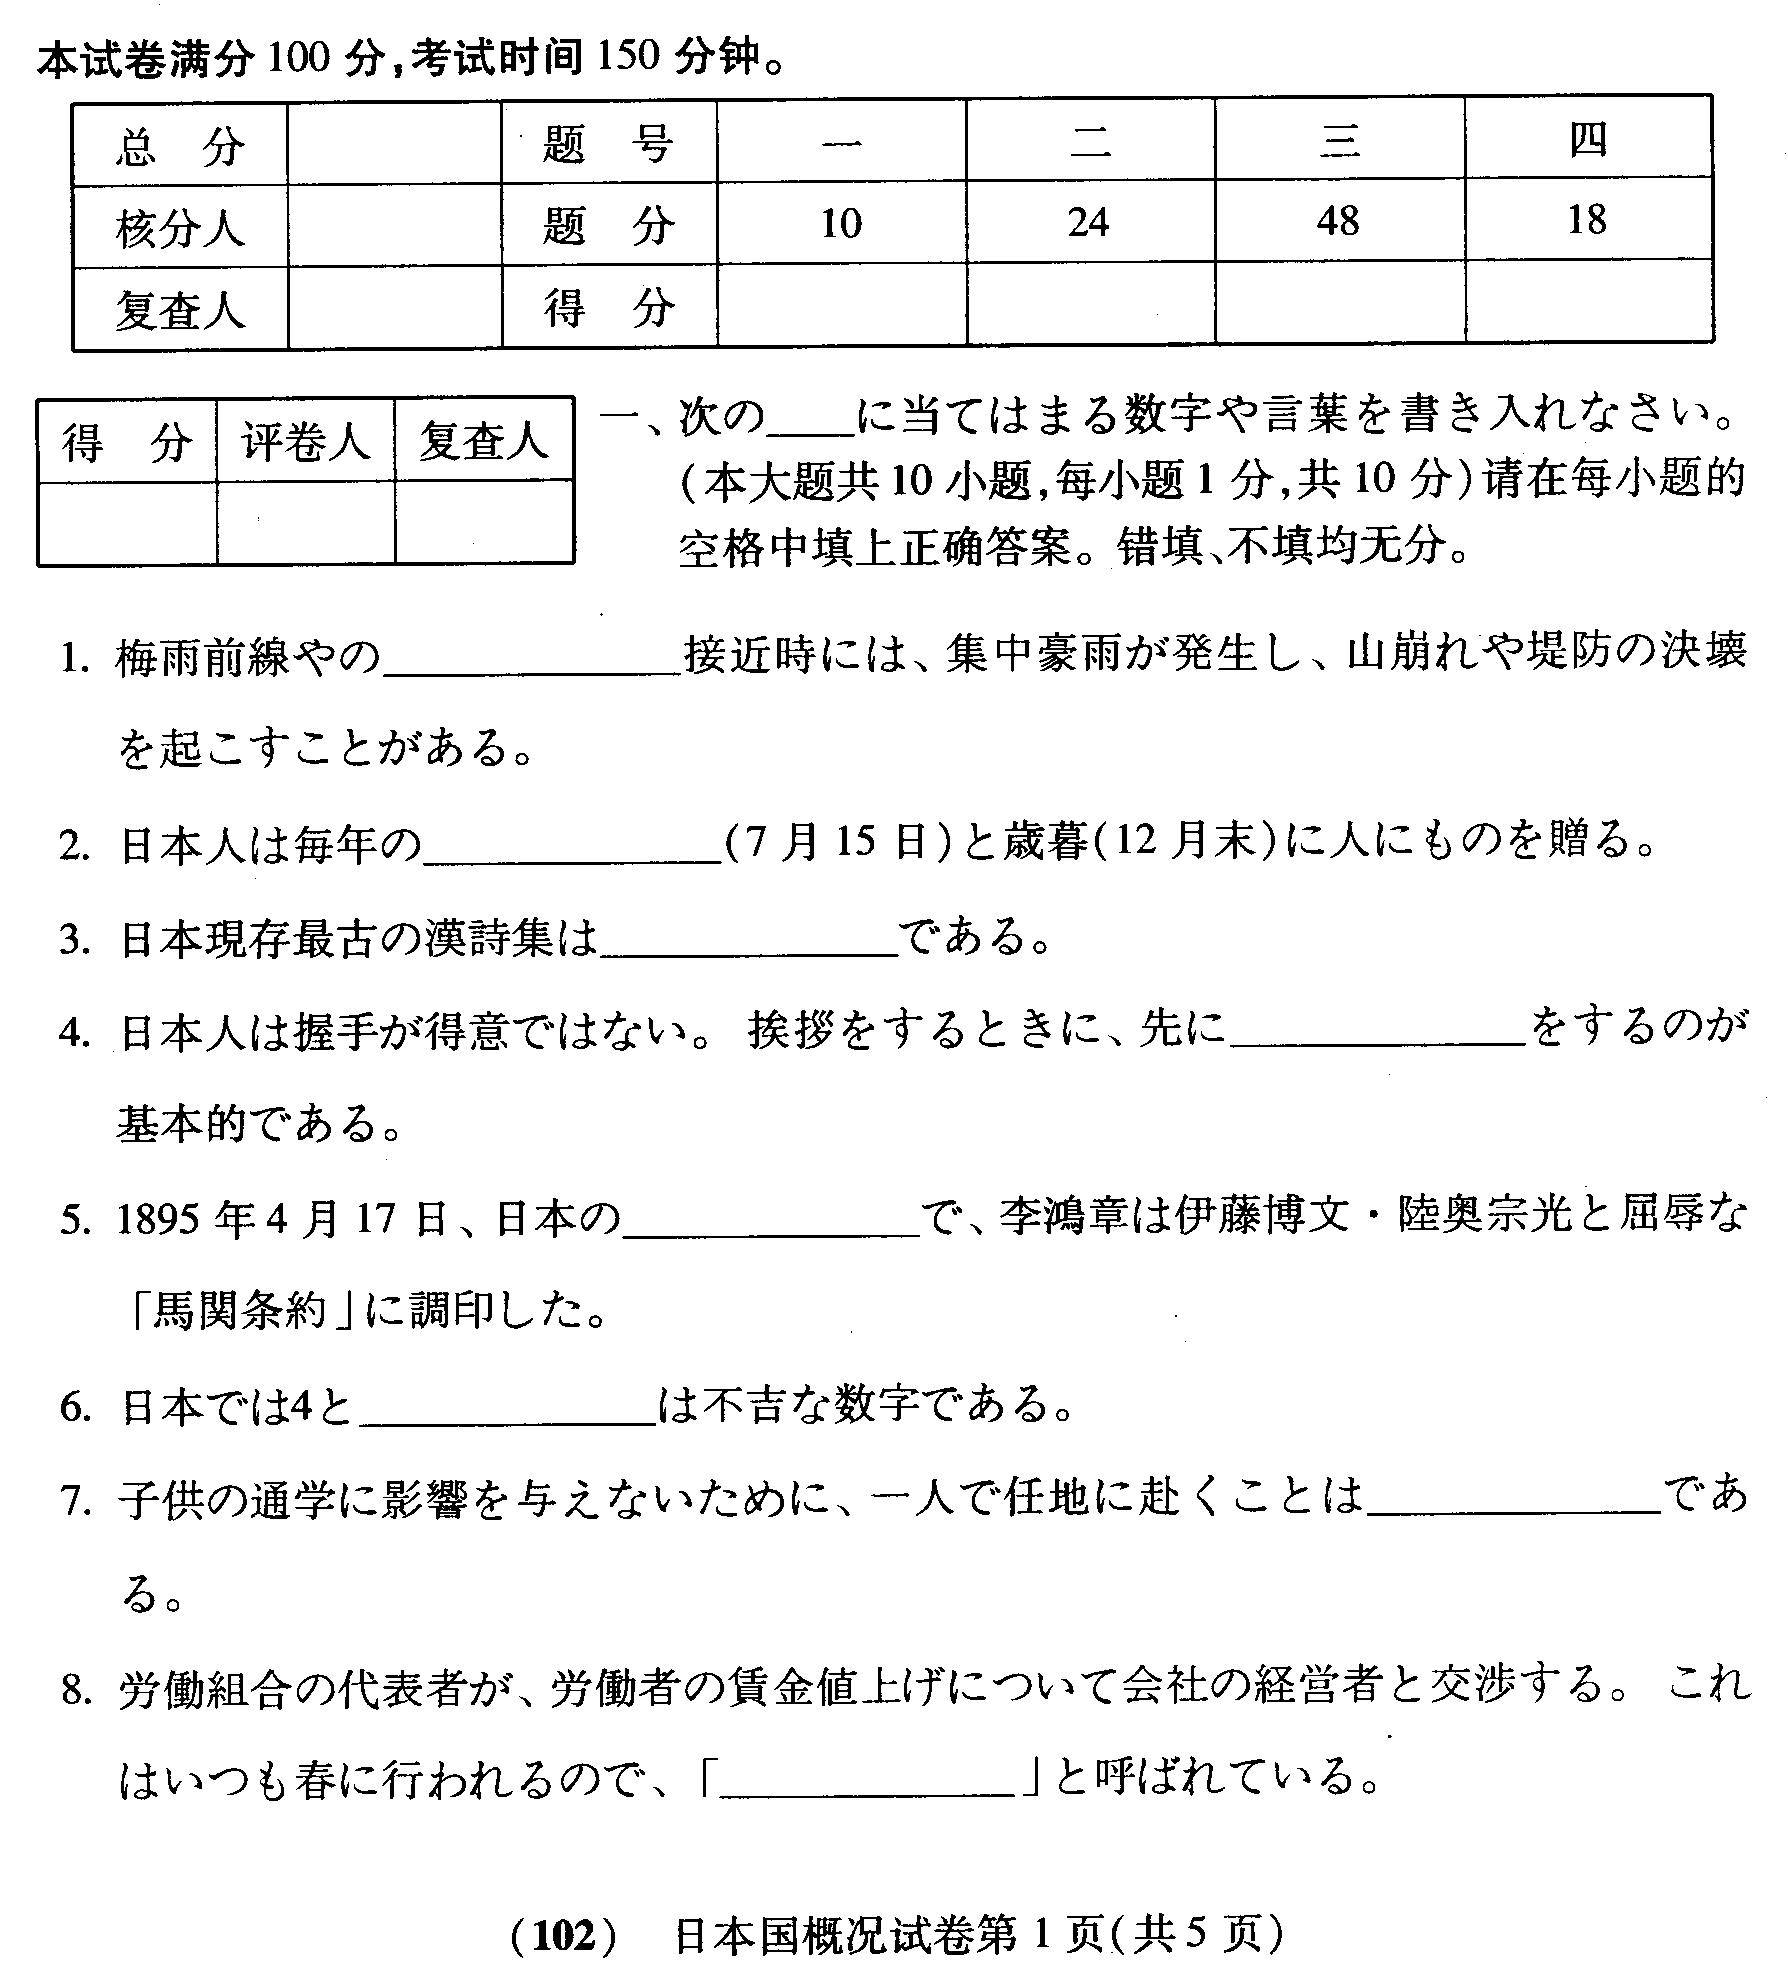 本试卷满分 100 分,考试时间 150 分钟。
总 分 题 号 一 二 三 四
核分人 题 分 10 24 48 18
复查人 得 分
得 分 评卷人 复查人
一、次の____に当てはまる数字や言葉を書き入れなさい。
(本大题共 10 小题,每小题 1 分,共 10 分)请在每小题的
空格中填上正确答案。错填、不填均无分。
1. 梅雨前線やの____________接近時には、集中豪雨が発生し、山崩れや堤防の決壊
を起こすことがある。
2. 日本人は毎年の____________(7 月 15 日)と歳暮(12 月末)に人にものを贈る。
3. 日本現存最古の漢詩集は____________である。
4. 日本人は握手が得意ではない。挨拶をするときに、先に____________をするのが
基本的である。
5. 1895 年 4 月 17 日、日本の____________で、李鴻章は伊藤博文・陸奥宗光と屈辱な
「馬関条約」に調印した。
6. 日本では4と____________は不吉な数字である。
7. 子供の通学に影響を与えないために、一人で任地に赴くことは____________であ
る。
8. 労働組合の代表者が、労働者の賃金値上げについて会社の経営者と交渉する。これ
はいつも春に行われるので、「____________」と呼ばれている。
(102) 日本国概况试卷第 1 页(共 5 页)